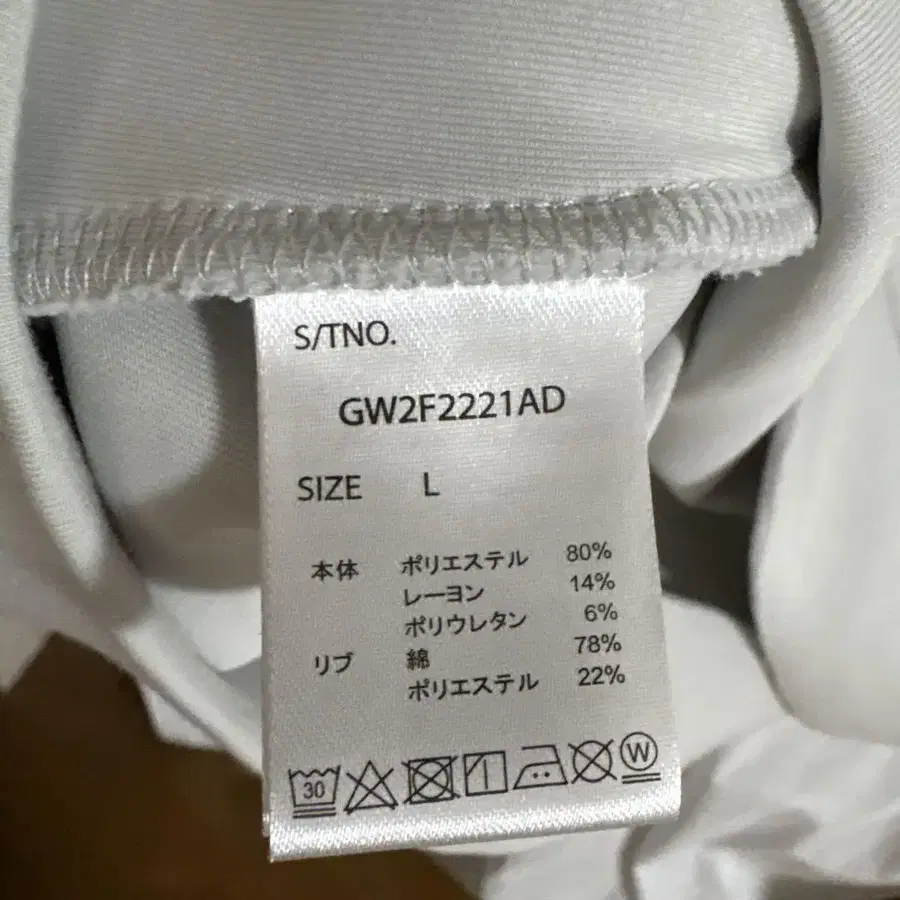 S/TNO.
GW2F2221AD
SIZE L
本体 ポリエステル 80%
レーヨン 14%
ポリウレタン 6%
リブ 綿 78%
ポリエステル 22%
30 W